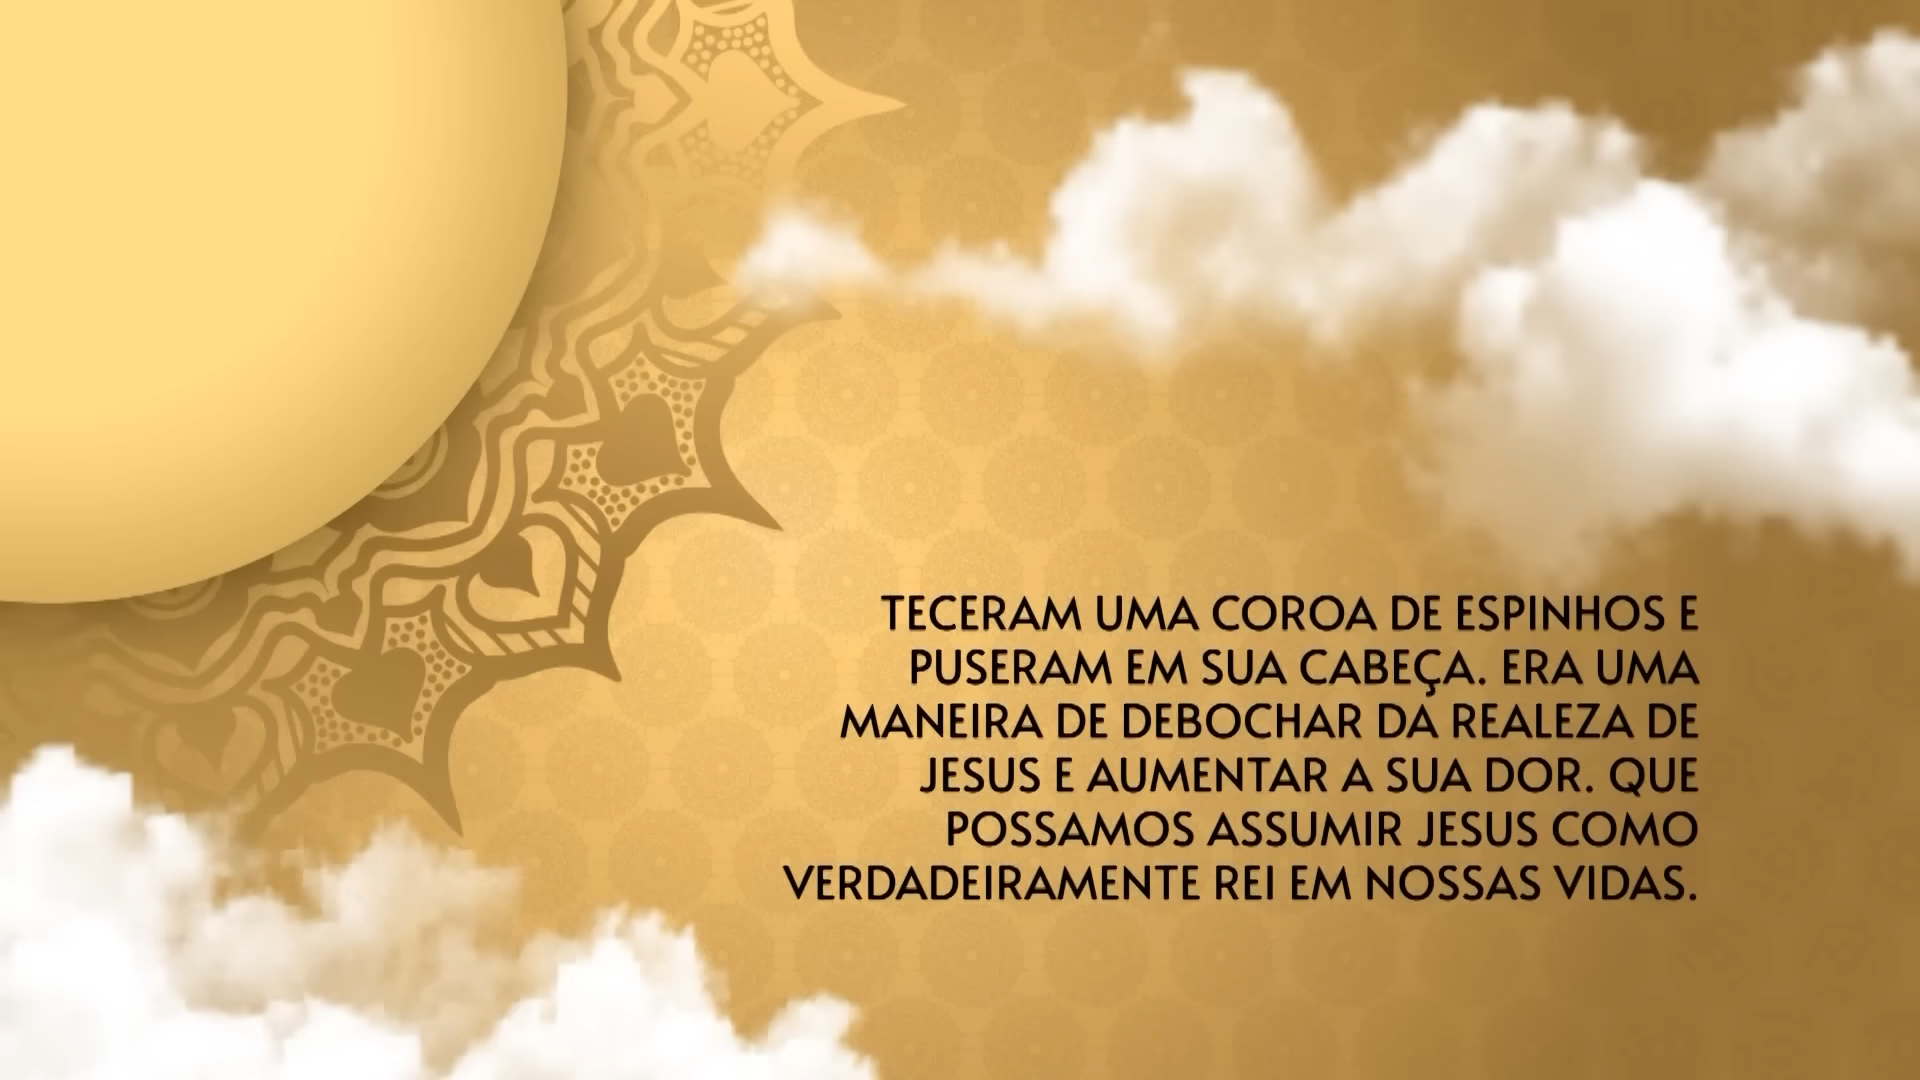 TECERAM UMA COROA DE ESPINHOS E
PUSERAM EM SUA CABEÇA. ERA UMA
MANEIRA DE DEBOCHAR DA REALEZA DE
JESUS E AUMENTAR A SUA DOR. QUE
POSSAMOS ASSUMIR JESUS COMO
VERDADEIRAMENTE REI EM NOSSAS VIDAS.